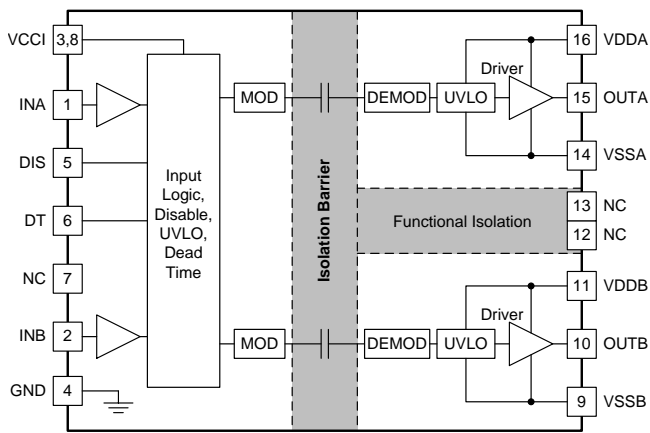 VCCI 3,8
INA 1
DIS 5
DT 6
NC 7
INB 2
GND 4
Input
Logic,
Disable,
UVLO,
Dead
Time
MOD
MOD
Isolation Barrier
DEMOD UVLO Driver
Functional Isolation
DEMOD UVLO Driver
16 VDDA
15 OUTA
14 VSSA
13 NC
12 NC
11 VDDB
10 OUTB
9 VSSB